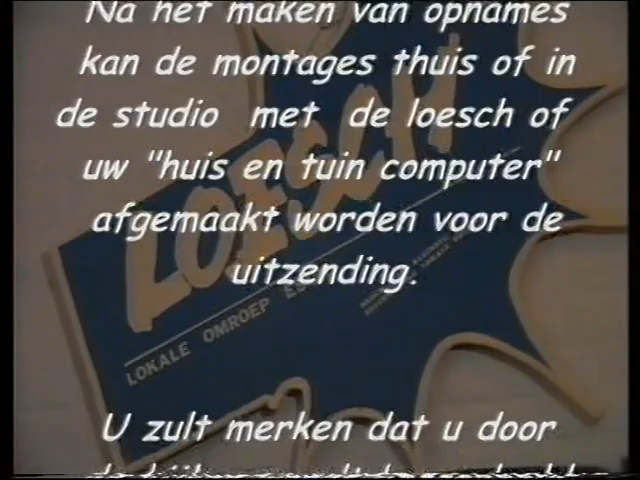 Na het maken van opnames
kan de montages thuis of in
de studio met de loesch of
uw "huis en tuin computer"
afgemaakt worden voor de
uitzending.
U zult merken dat u door
LOESCH
LOKALE OMROEP